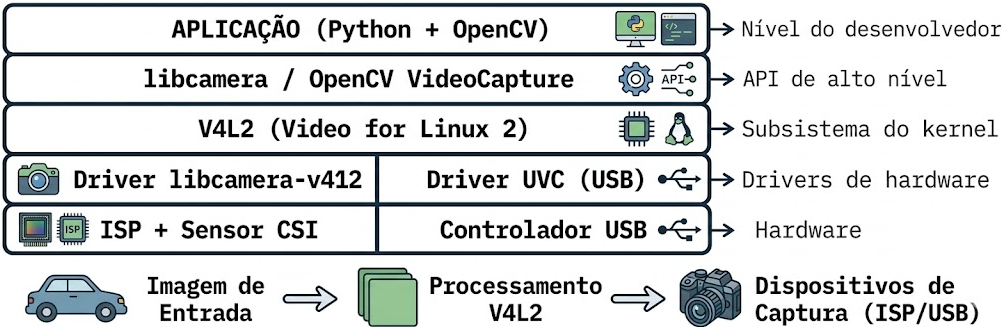 APLICAÇÃO (Python + OpenCV)
Nível do desenvolvedor
libcamera / OpenCV VideoCapture
API
API de alto nível
V4L2 (Video for Linux 2)
Subsistema do kernel
Driver libcamera-v412
Driver UVC (USB)
Drivers de hardware
ISP
ISP + Sensor CSI
Controlador USB
Hardware
Imagem de
Entrada
Processamento
V4L2
Dispositivos de
Captura (ISP/USB)